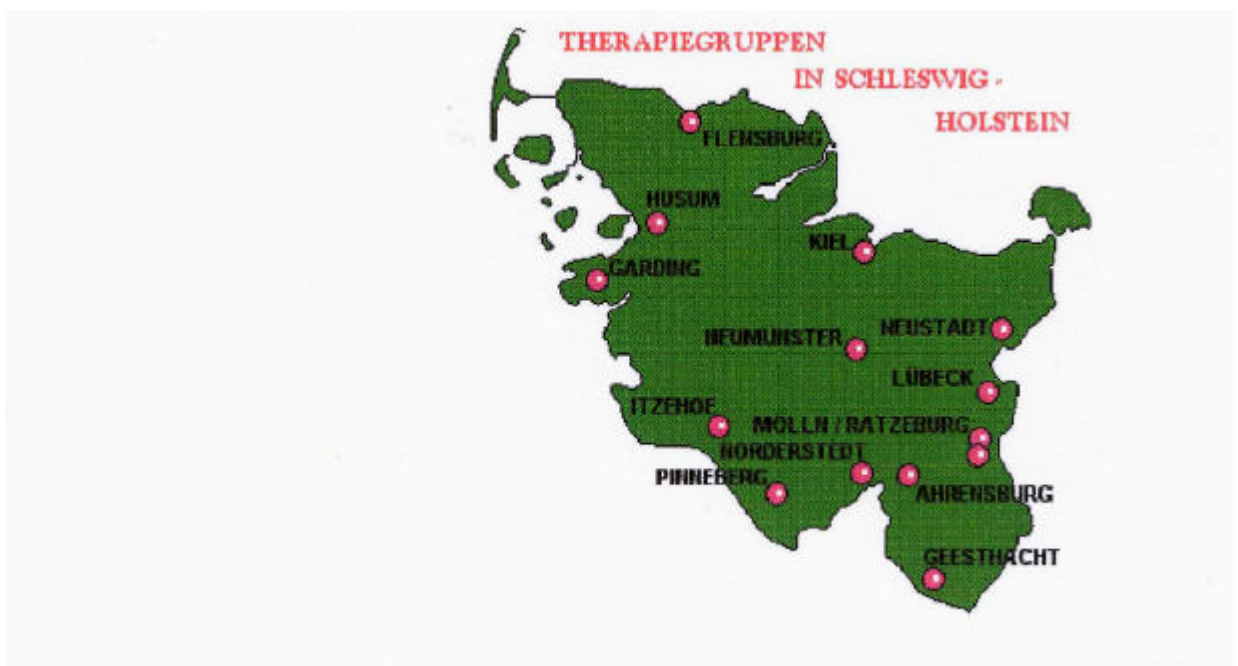 THERAPIEGRUPPEN
IN SCHLESWIG -
HOLSTEIN
FLENSBURG
HUSUM
KIEL
GARDING
NEUSTADT
NEUMUNSTER
LÜBECK
ITZEHOE
MOLLN / RATZEBURG
NORDERSTEDT
PINNEBERG
AHRENSBURG
GEESTHACHT